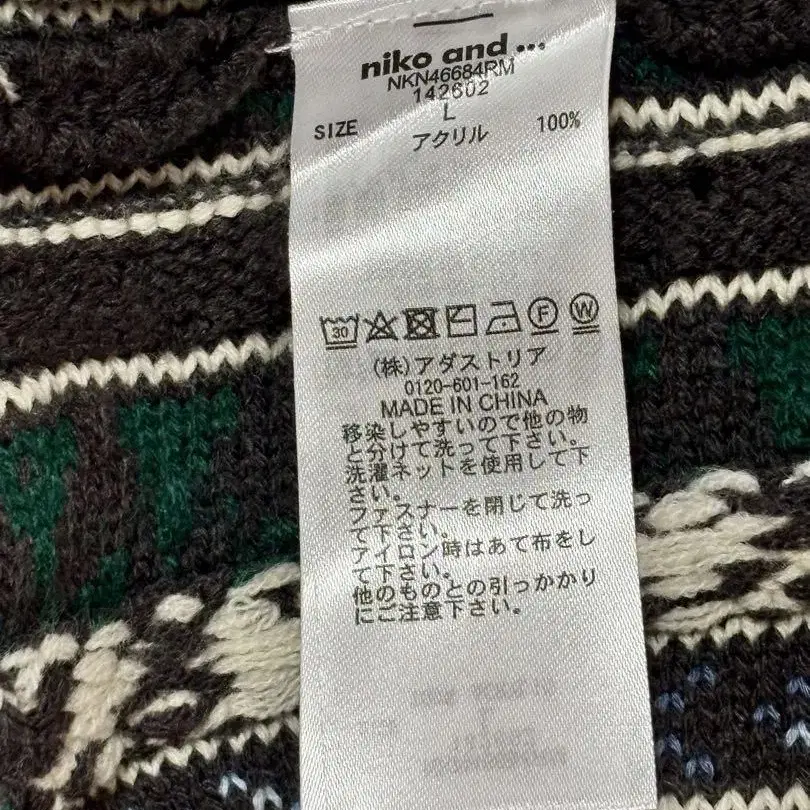 niko and ...
NKN46684RM
142602
SIZE L
アクリル 100%
30 F W
(株)アダストリア
0120-601-162
MADE IN CHINA
移染しやすいので他の物
と分けて洗って下さい。
洗濯ネットを使用して下
さい。
ファスナーを閉じて洗っ
て下さい。
アイロン時はあて布をし
て下さい。
他のものとの引っかかり
にご注意下さい。